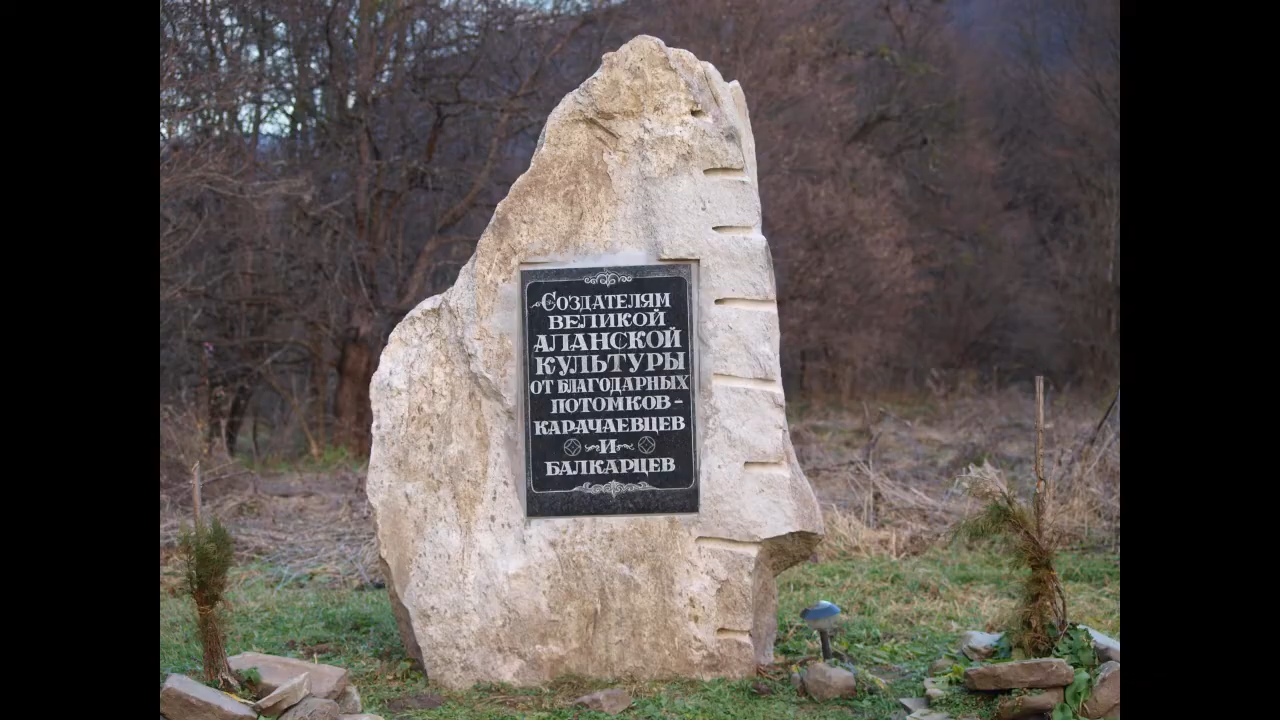 Создателям
великой
аланской
культуры
от благодарных
потомков-
карачаевцев
и
балкарцев